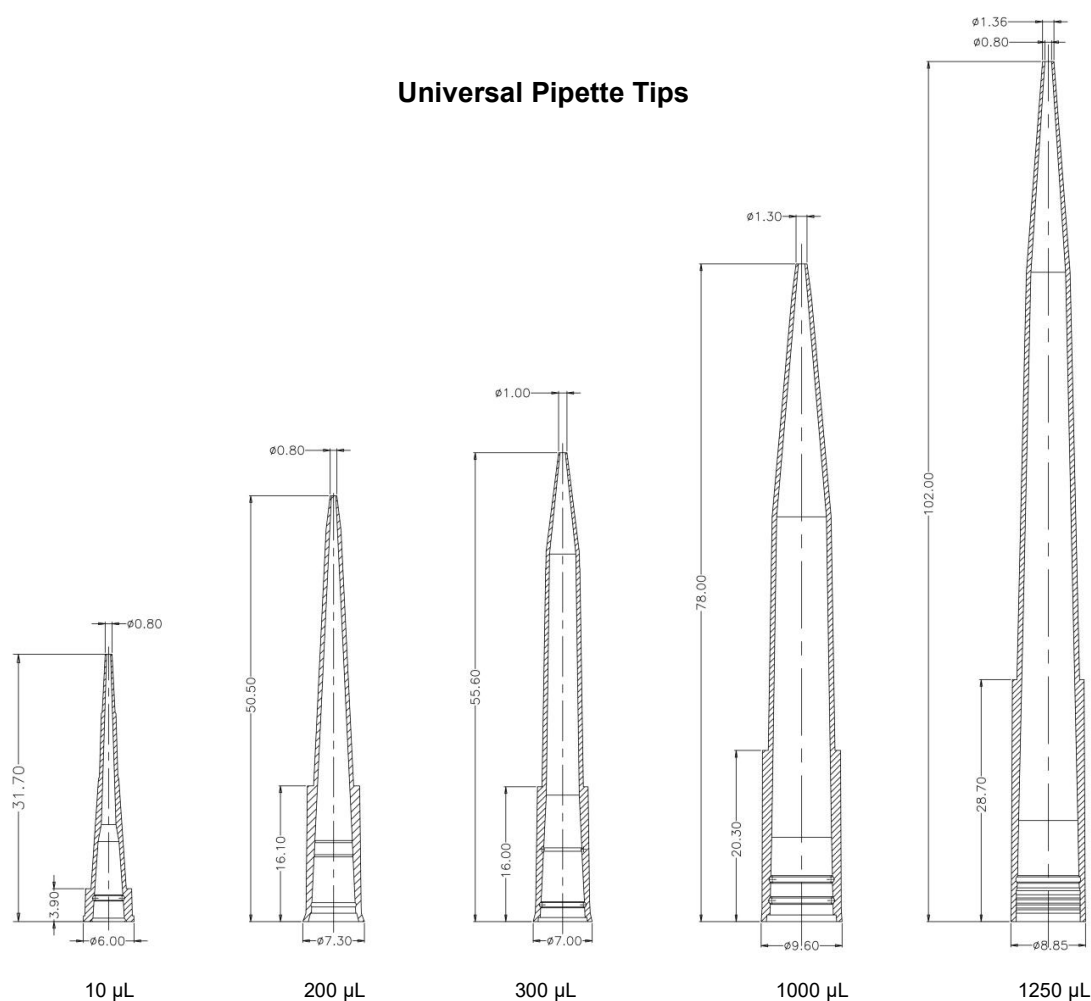 ø1.36
ø0.80
Universal Pipette Tips
ø1.30
ø1.00
ø0.80
ø0.80
102.00
78.00
55.60
50.50
31.70
28.70
20.30
16.00
16.10
3.90
ø6.00
ø7.30
ø7.00
ø9.60
ø8.85
10 µL
200 µL
300 µL
1000 µL
1250 µL